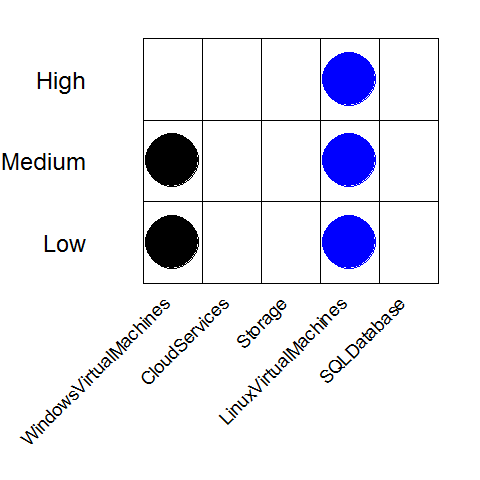 High
Medium
Low
WindowsVirtualMachines
CloudServices
Storage
LinuxVirtualMachines
SQLDatabase